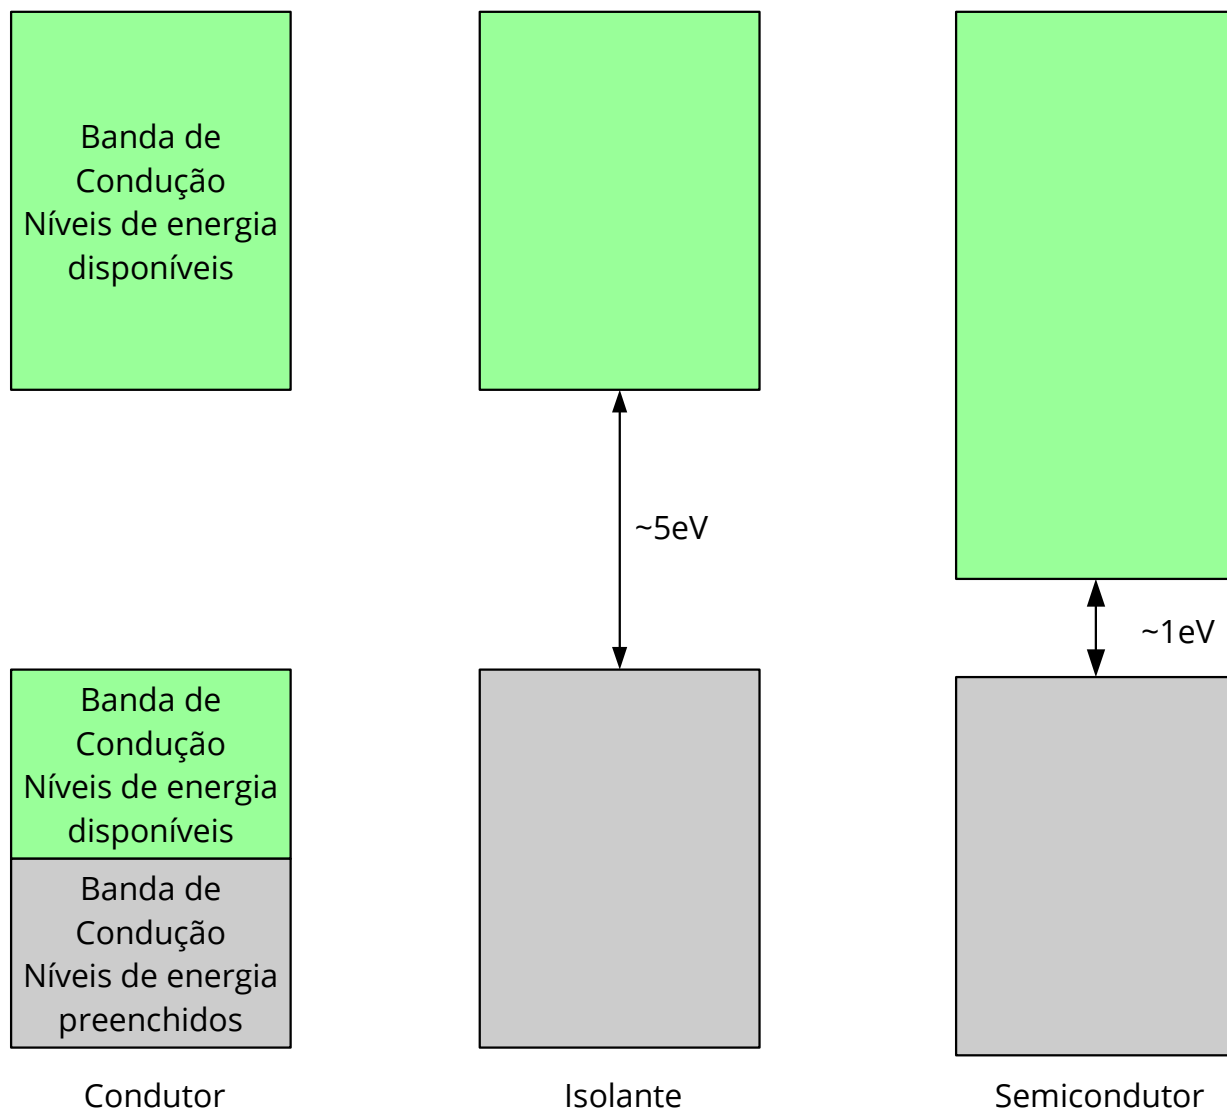 Banda de
Condução
Níveis de energia
disponíveis
~5eV
~1eV
Banda de
Condução
Níveis de energia
disponíveis
Banda de
Condução
Níveis de energia
preenchidos
Condutor
Isolante
Semicondutor